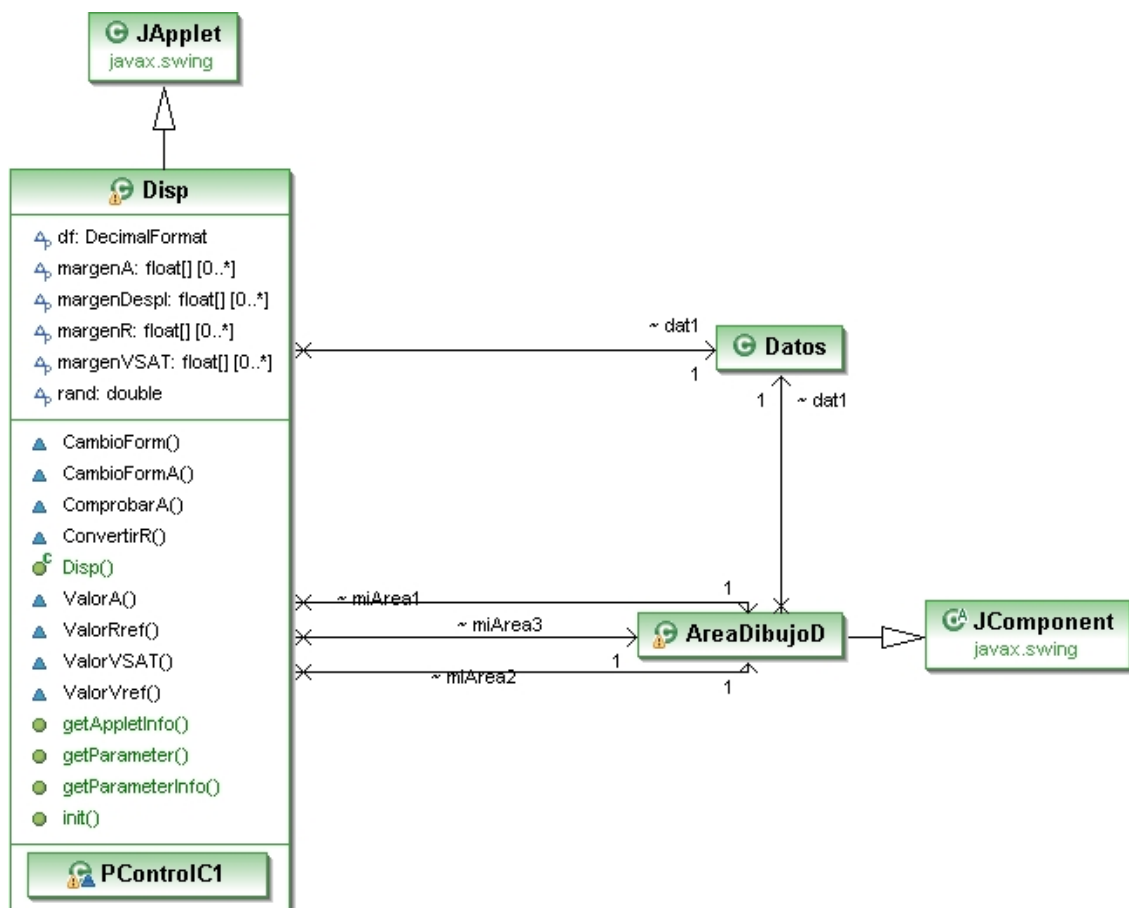 JApplet
javax.swing
Disp
df: DecimalFormat
margenA: float[] [0..*]
margenDespl: float[] [0..*]
margenR: float[] [0..*]
margenVSAT: float[] [0..*]
rand: double
CambioForm()
CambioFormA()
ComprobarA()
ConvertirR()
Disp()
ValorA()
ValorRref()
ValorVSAT()
ValorVref()
getAppletInfo()
getParameter()
getParameterInfo()
init()
PControlC1
~ dat1
1
Datos
1 ~ dat1
~ miArea1
1
~ miArea3
1
~ miArea2
1
AreaDibujoD
JComponent
javax.swing